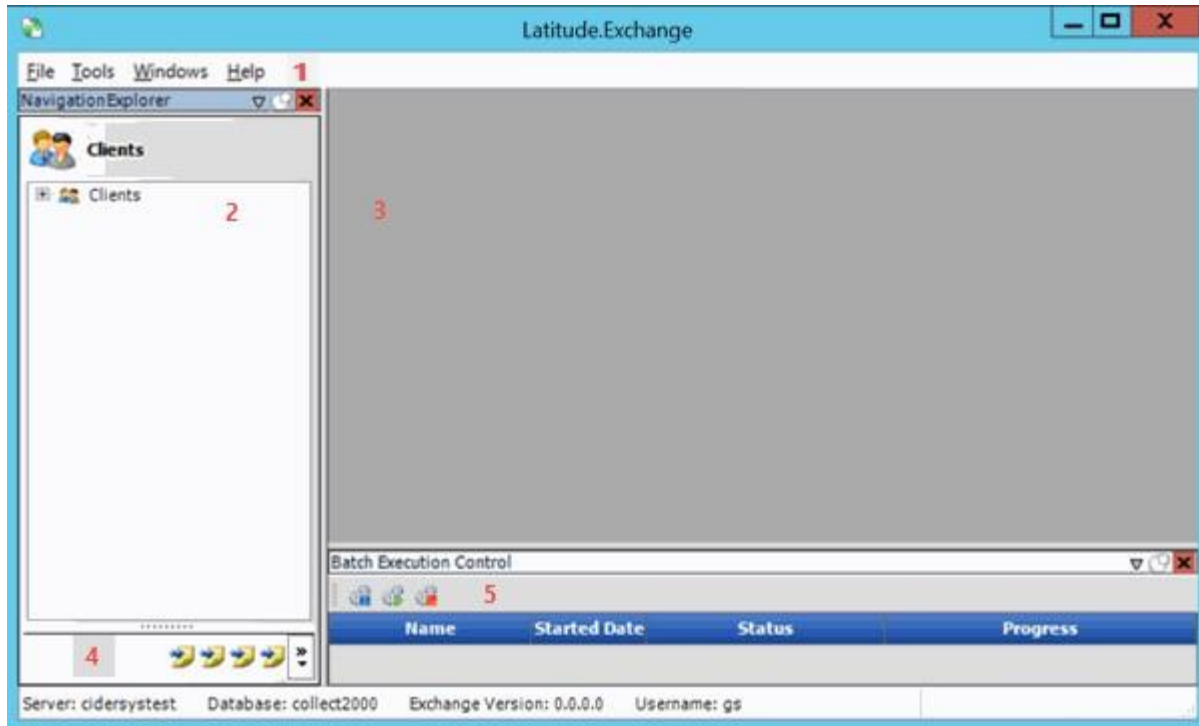 Latitude.Exchange
File Tools Windows Help 1
NavigationExplorer
Clients
Clients
2
3
Batch Execution Control
5
Name Started Date Status Progress
4
Server: cidersystest Database: collect2000 Exchange Version: 0.0.0.0 Username: gs